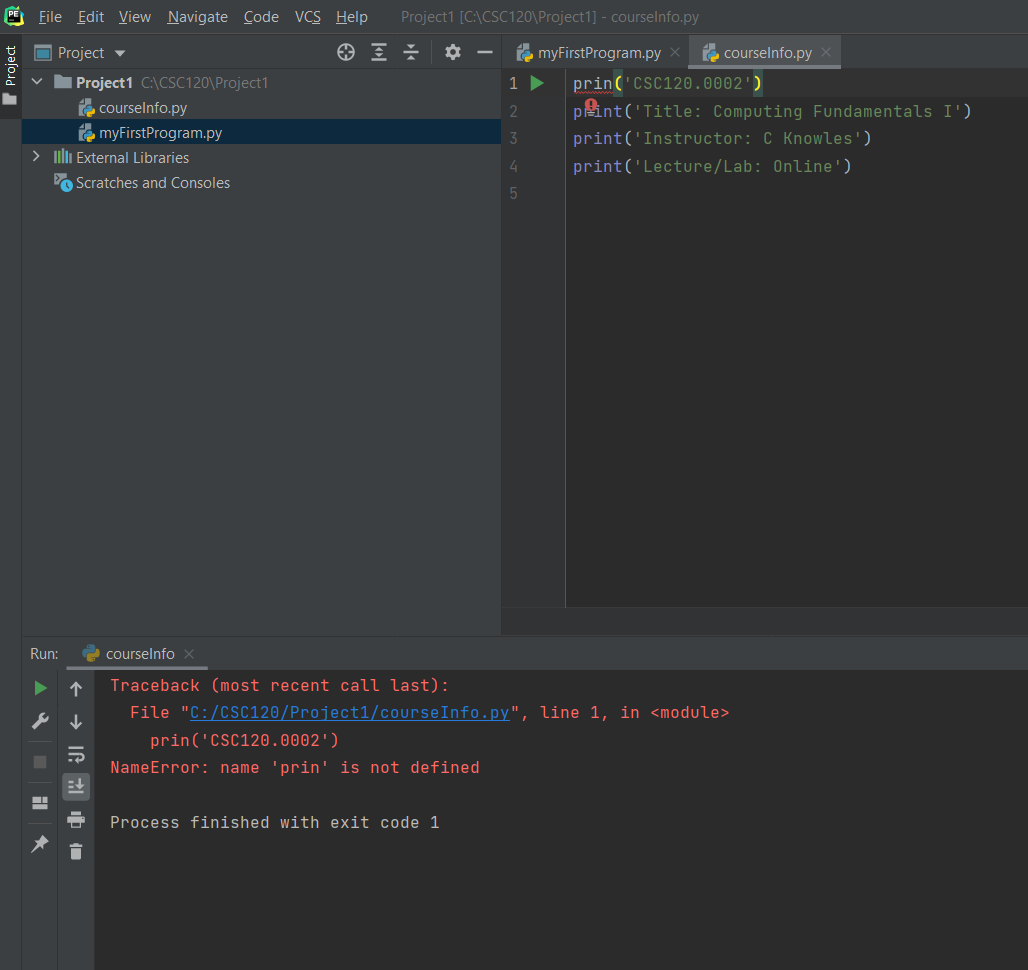 PE File Edit View Navigate Code VCS Help Project1 [C:\CSC120\Project1] - courseInfo.py
Project
Project
myFirstProgram.py
courseInfo.py
Project1 C:\CSC120\Project1
courseInfo.py
myFirstProgram.py
External Libraries
Scratches and Consoles
1 prin('CSC120.0002')
2 print('Title: Computing Fundamentals I')
3 print('Instructor: C Knowles')
4 print('Lecture/Lab: Online')
5
Run: courseInfo
Traceback (most recent call last):
File "C:/CSC120/Project1/courseInfo.py", line 1, in <module>
prin('CSC120.0002')
NameError: name 'prin' is not defined
Process finished with exit code 1